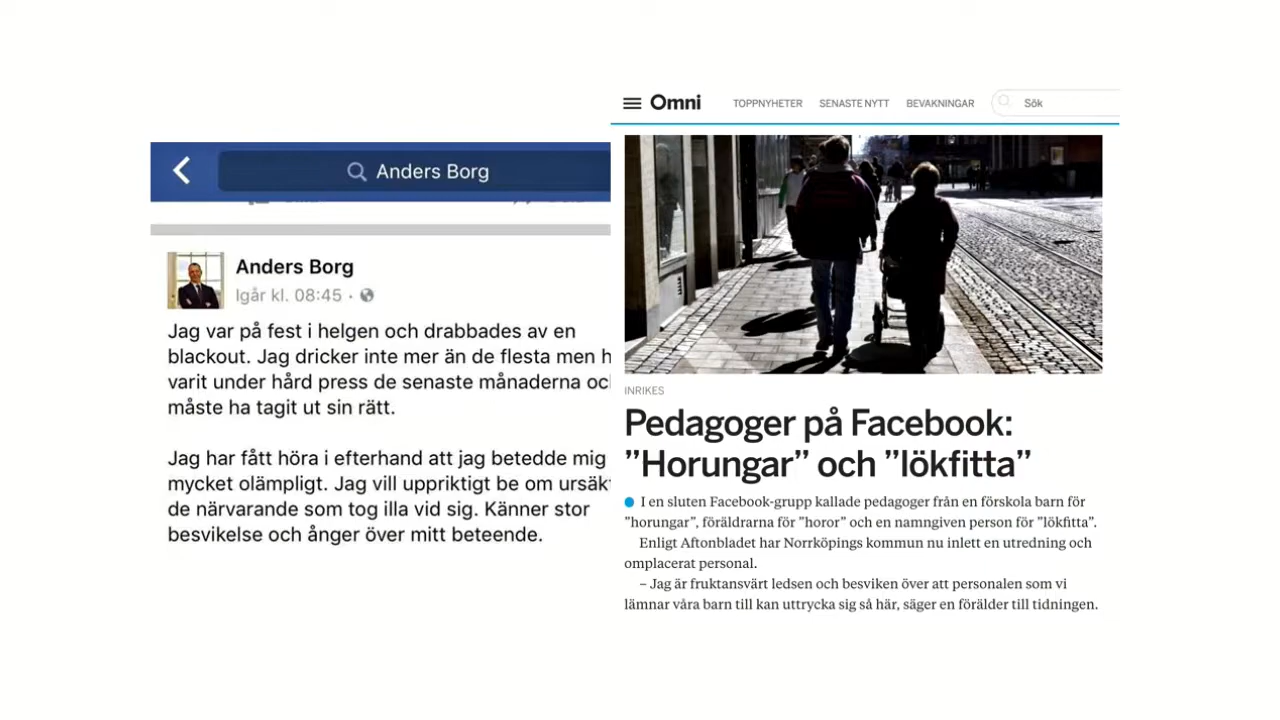 Anders Borg
Anders Borg
Igår kl. 08:45 ·
Jag var på fest i helgen och drabbades av en
blackout. Jag dricker inte mer än de flesta men h
varit under hård press de senaste månaderna oc
måste ha tagit ut sin rätt.
Jag har fått höra i efterhand att jag betedde mig
mycket olämpligt. Jag vill uppriktigt be om ursäk
de närvarande som tog illa vid sig. Känner stor
besvikelse och ånger över mitt beteende.
Omni
TOPPNYHETER SENASTE NYTT BEVAKNINGAR Sök
INRIKES
Pedagoger på Facebook:
”Horungar” och ”lökfitta”
I en sluten Facebook-grupp kallade pedagoger från en förskola barn för
”horungar”, föräldrarna för ”horor” och en namngiven person för ”lökfitta”.
Enligt Aftonbladet har Norrköpings kommun nu inlett en utredning och
omplacerat personal.
– Jag är fruktansvärt ledsen och besviken över att personalen som vi
lämnar våra barn till kan uttrycka sig så här, säger en förälder till tidningen.